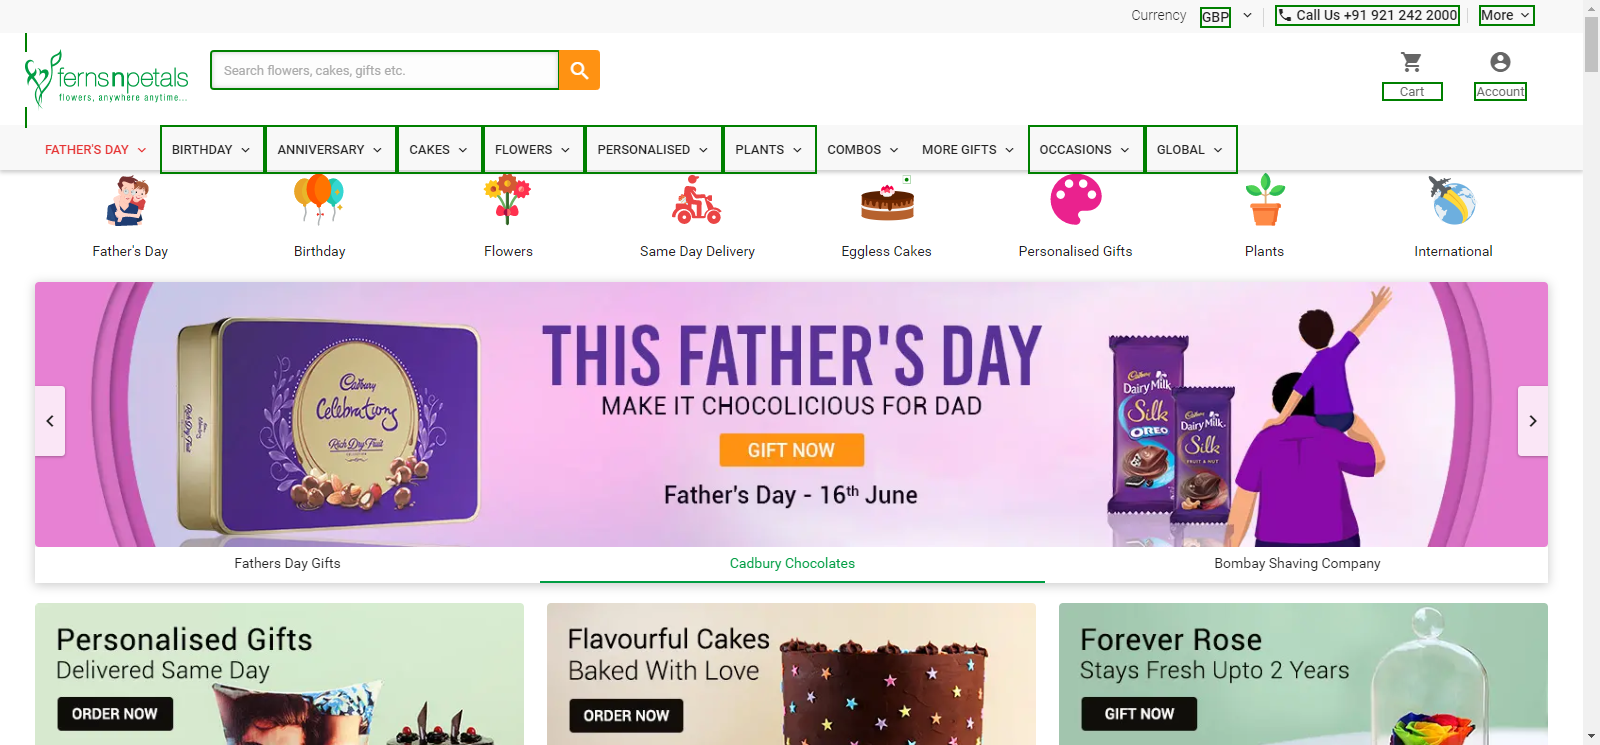 Currency GBP Call Us +91 921 242 2000 More
fernsnpetals
flowers, anywhere anytime...
Search flowers, cakes, gifts etc.
Cart Account
FATHER'S DAY BIRTHDAY ANNIVERSARY CAKES FLOWERS PERSONALISED PLANTS COMBOS MORE GIFTS OCCASIONS GLOBAL
Father's Day Birthday Flowers Same Day Delivery Eggless Cakes Personalised Gifts Plants International
THIS FATHER'S DAY
MAKE IT CHOCOLICIOUS FOR DAD
GIFT NOW
Father's Day - 16th June
Cadbury
Celebrations
Rich Dry Fruit
COLLECTION
Cadbury
Dairy Milk
Silk
OREO
Cadbury
Dairy Milk
Silk
FRUIT & NUT
Fathers Day Gifts Cadbury Chocolates Bombay Shaving Company
Personalised Gifts
Delivered Same Day
ORDER NOW
Flavourful Cakes
Baked With Love
ORDER NOW
Forever Rose
Stays Fresh Upto 2 Years
GIFT NOW